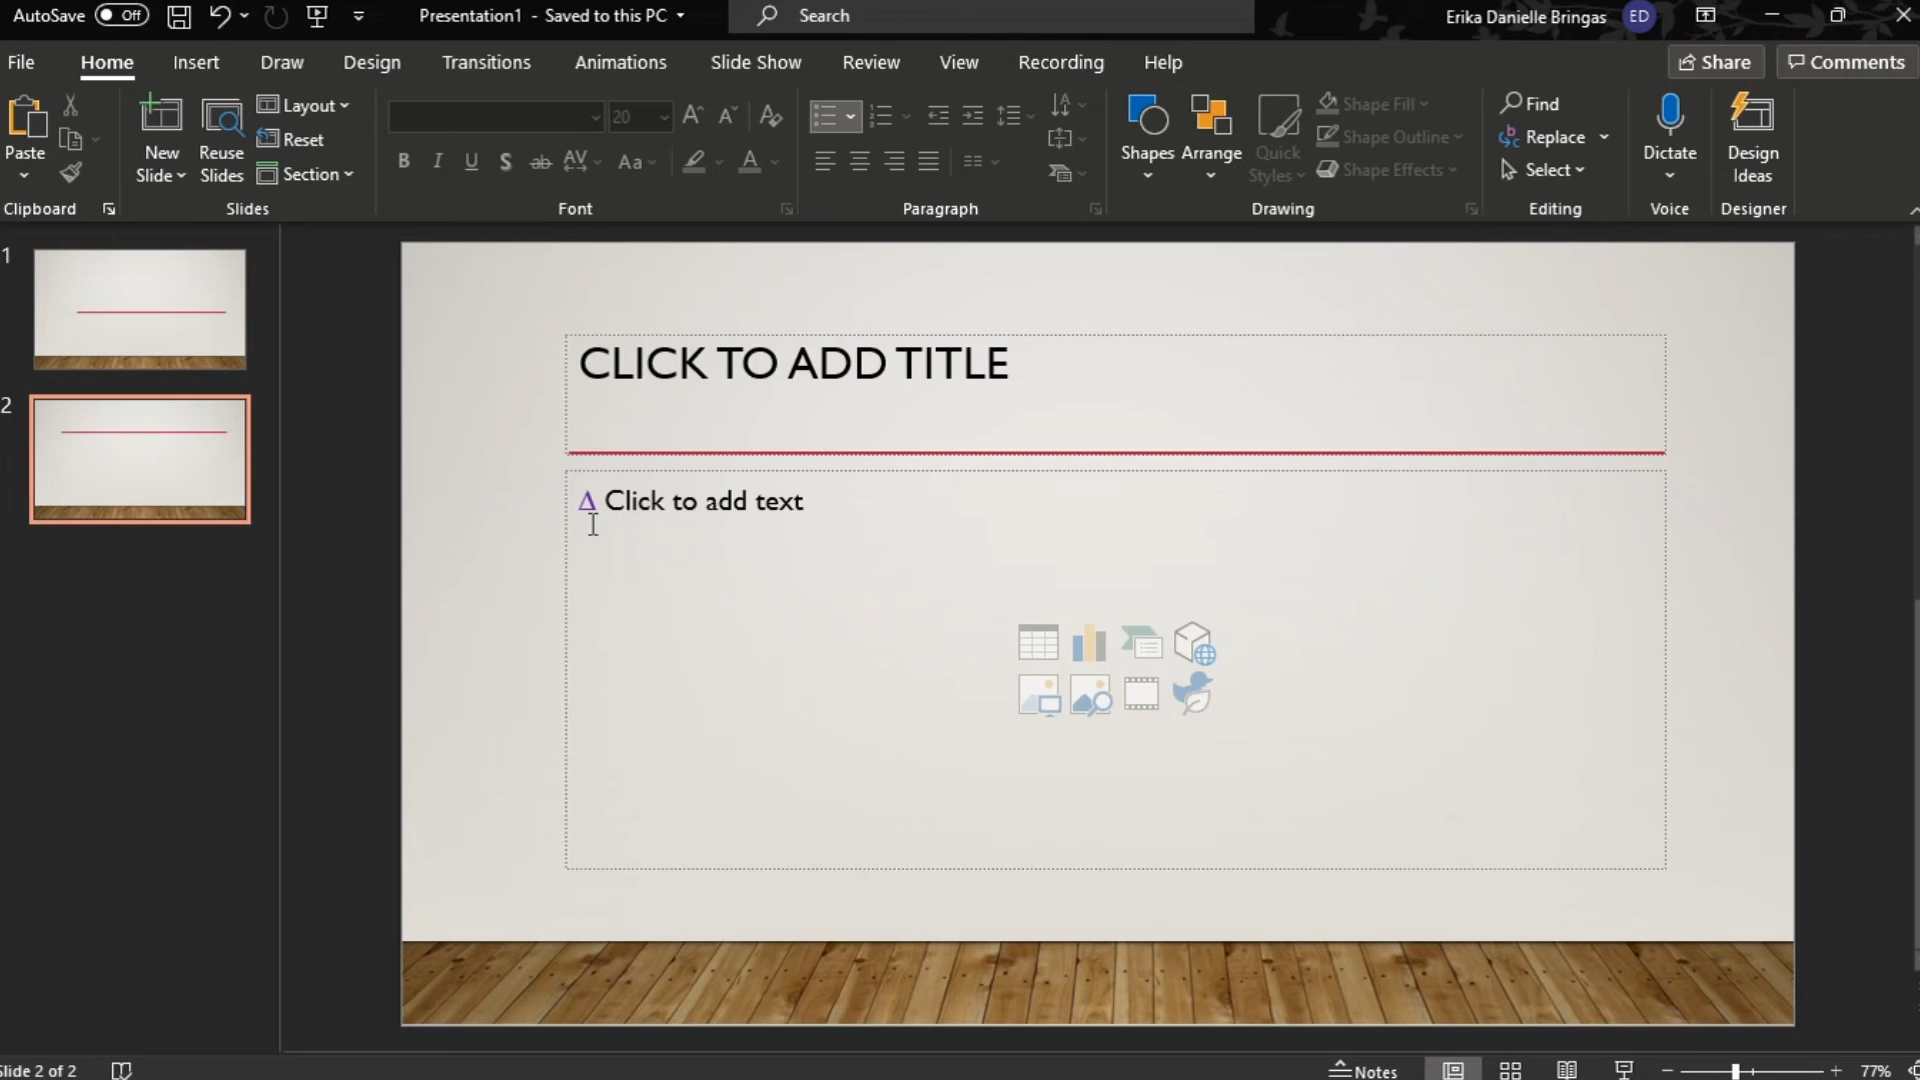 AutoSave Off Presentation1 - Saved to this PC Search Erika Danielle Bringas ED
File Home Insert Draw Design Transitions Animations Slide Show Review View Recording Help Share Comments
Paste
New Slide
Reuse Slides
Layout
Reset
Section
20
B I U S ab AV Aa A
Shapes
Arrange
Quick Styles
Shape Fill
Shape Outline
Shape Effects
Find
Replace
Select
Dictate
Design Ideas
Clipboard Slides Font Paragraph Drawing Editing Voice Designer
1
2
CLICK TO ADD TITLE
Δ Click to add text
Slide 2 of 2 Notes 77%